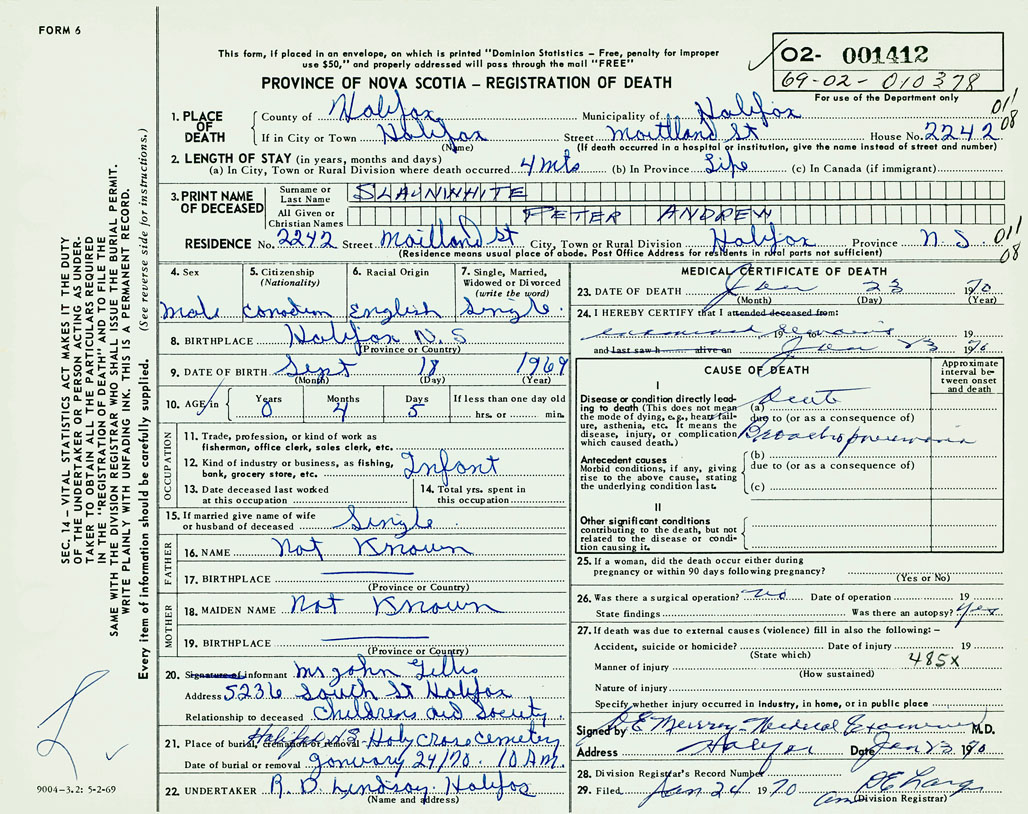 FORM 6
This form, if placed in an envelope, on which is printed "Dominion Statistics – Free, penalty for improper
use $50," and properly addressed will pass through the mail "FREE"
02- 001412
69-02-010378
For use of the Department only
PROVINCE OF NOVA SCOTIA – REGISTRATION OF DEATH
011
08
1. PLACE OF DEATH County of Halifax Municipality of Halifax
If in City or Town Halifax Street Maitland St House No. 2242
(Name) (If death occurred in a hospital or institution, give the name instead of street and number)
2. LENGTH OF STAY (in years, months and days)
(a) In City, Town or Rural Division where death occurred 4 mts (b) In Province Life (c) In Canada (if immigrant)
3. PRINT NAME OF DECEASED Surname or Last Name SLAUNWHITE
All Given or Christian Names PETER ANDREW
RESIDENCE No. 2242 Street Maitland St City, Town or Rural Division Halifax Province N.S
(Residence means usual place of abode. Post Office Address for residents in rural parts not sufficient)
011
08
4. Sex 5. Citizenship (Nationality) 6. Racial Origin 7. Single, Married, Widowed or Divorced (write the word)
Male Canadian English Single
8. BIRTHPLACE Halifax N.S
(Province or Country)
9. DATE OF BIRTH Sept 18 1969
(Month) (Day) (Year)
10. AGE in Years Months Days If less than one day old
0 4 5 hrs. or min.
OCCUPATION
11. Trade, profession, or kind of work as
fisherman, office clerk, sales clerk, etc.
12. Kind of industry or business, as fishing,
bank, grocery store, etc. Infant
13. Date deceased last worked
at this occupation
14. Total yrs. spent in
this occupation
15. If married give name of wife
or husband of deceased Single
FATHER
16. NAME Not Known
17. BIRTHPLACE
(Province or Country)
MOTHER
18. MAIDEN NAME Not Known
19. BIRTHPLACE
(Province or Country)
20. Signature of informant Mr John Gillis
Address 5236 South St Halifax
Relationship to deceased Childrens Aid Society
21. Place of burial, cremation or removal Halifax N.S Holy Cross Cemetery
Date of burial or removal January 24/70 10 AM.
22. UNDERTAKER R. D. Lindsay Halifax
(Name and address)
MEDICAL CERTIFICATE OF DEATH
23. DATE OF DEATH Jan 23 1970
(Month) (Day) (Year)
24. I HEREBY CERTIFY that I attended deceased from:
examined 19 to 19
and last saw h alive on Jan 23 1970
CAUSE OF DEATH
Approximate interval between onset and death
I
Disease or condition directly leading to death (This does not mean the mode of dying, e.g., heart failure, asthenia, etc. It means the disease, injury, or complication which caused death.)
(a) Acute
due to (or as a consequence of)
Bronchopneumonia
Antecedent causes
Morbid conditions, if any, giving rise to the above cause, stating the underlying condition last.
(b)
due to (or as a consequence of)
(c)
II
Other significant conditions
contributing to the death, but not related to the disease or condition causing it.
25. If a woman, did the death occur either during
pregnancy or within 90 days following pregnancy?
(Yes or No)
26. Was there a surgical operation? no Date of operation 19
State findings Was there an autopsy? Yes
27. If death was due to external causes (violence) fill in also the following: –
Accident, suicide or homicide? Date of injury 19
(State which)
Manner of injury 485X
(How sustained)
Nature of injury
Specify whether injury occurred in industry, in home, or in public place
Signed by Medical Examiner M.D.
Address Halifax Date Jan 23 1970
28. Division Registrar's Record Number
29. Filed Jan 24 1970
(Division Registrar)
SEC. 14 – VITAL STATISTICS ACT MAKES IT THE DUTY
OF THE UNDERTAKER OR PERSON ACTING AS UNDERTAKER
TO OBTAIN ALL THE PARTICULARS REQUIRED
IN THE "REGISTRATION OF DEATH" AND TO FILE THE
SAME WITH THE DIVISION REGISTRAR WHO SHALL ISSUE THE BURIAL PERMIT.
WRITE PLAINLY WITH UNFADING INK. THIS IS A PERMANENT RECORD.
Every item of information should be carefully supplied. (See reverse side for instructions.)
9004-3.2: 5-2-69